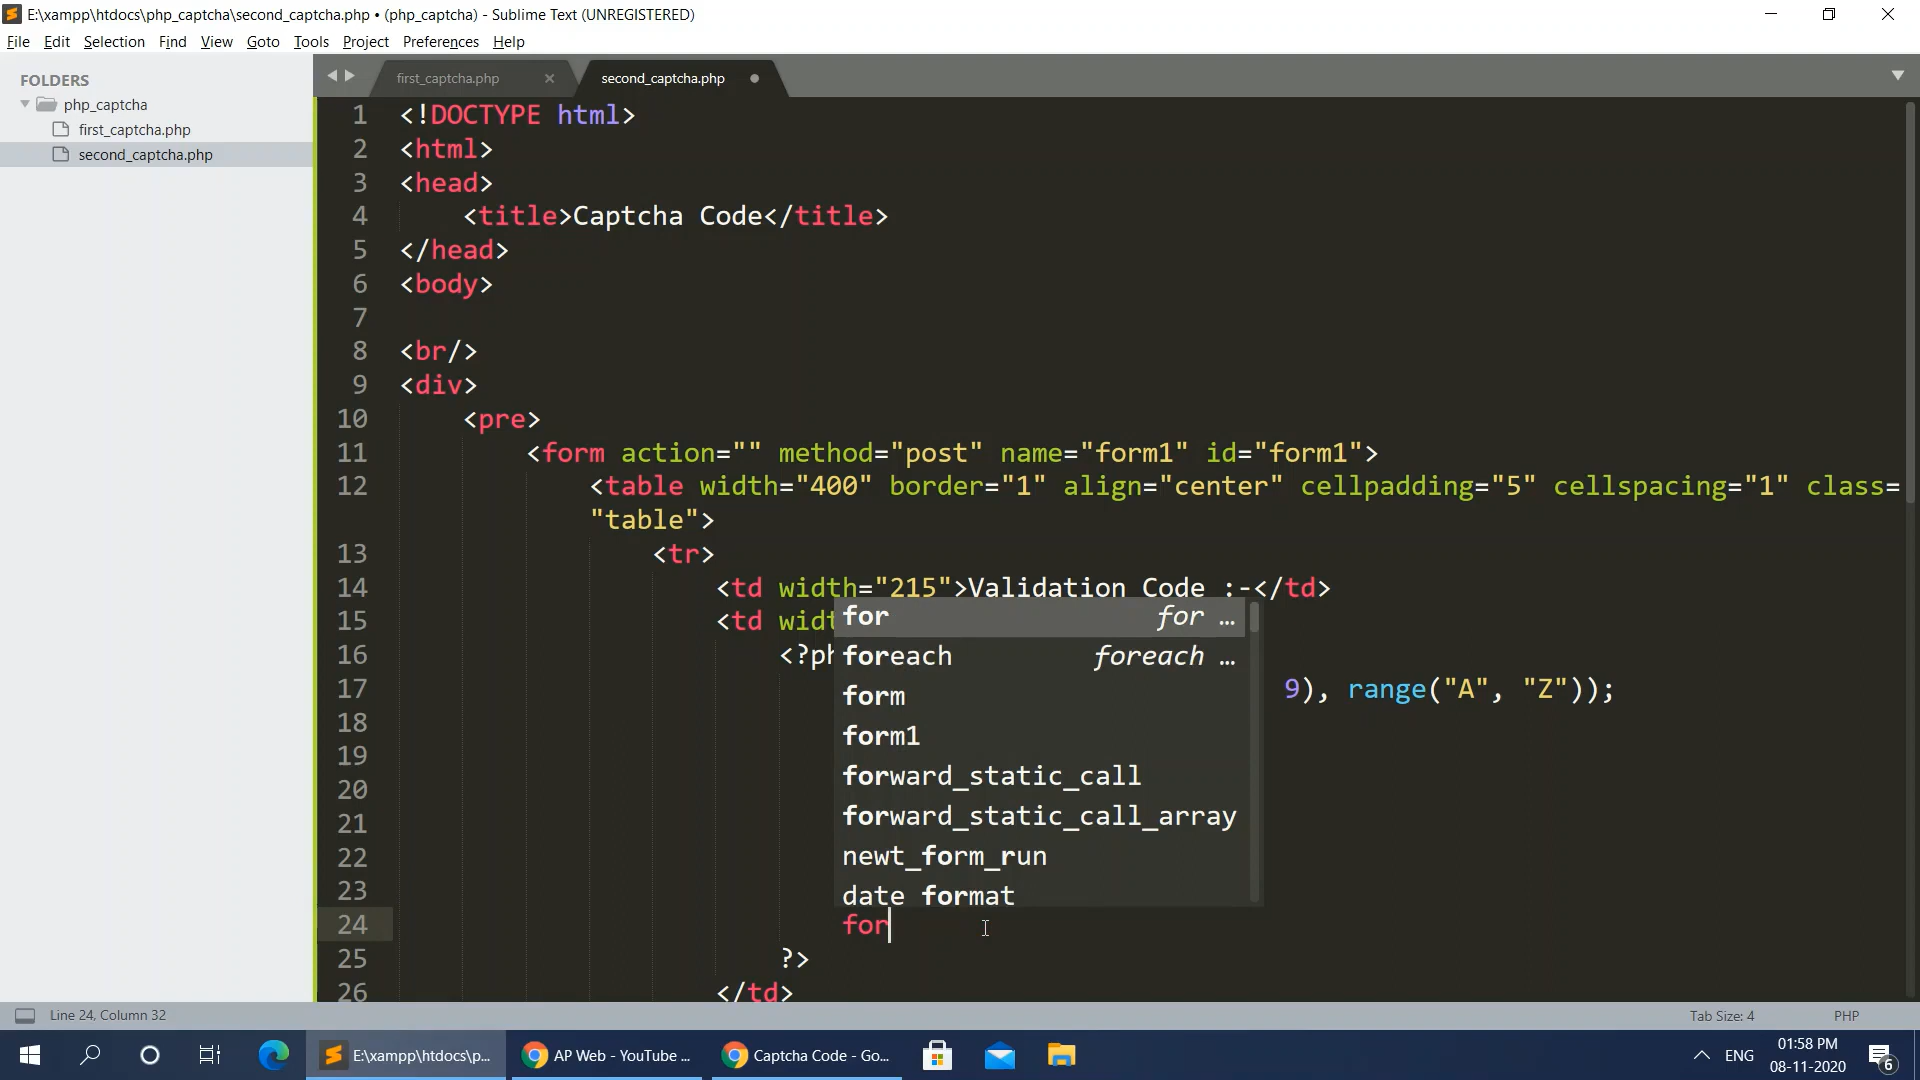 E:\xampp\htdocs\php_captcha\second_captcha.php • (php_captcha) - Sublime Text (UNREGISTERED)
File Edit Selection Find View Goto Tools Project Preferences Help
FOLDERS
php_captcha
first_captcha.php
second_captcha.php
first_captcha.php × second_captcha.php
1 <!DOCTYPE html>
2 <html>
3 <head>
4 <title>Captcha Code</title>
5 </head>
6 <body>
7
8 <br/>
9 <div>
10 <pre>
11 <form action="" method="post" name="form1" id="form1">
12 <table width="400" border="1" align="center" cellpadding="5" cellspacing="1" class=
"table">
13 <tr>
14 <td width="215">Validation Code :-</td>
15 <td widt
16 <?ph
17 9), range("A", "Z"));
18
19
20
21
22
23
24 for
25 ?>
26 </td>
for for …
foreach foreach …
form
form1
forward_static_call
forward_static_call_array
newt_form_run
date format
Line 24, Column 32 Tab Size: 4 PHP
E:\xampp\htdocs\p... AP Web - YouTube ... Captcha Code - Go... ENG 01:58 PM
08-11-2020 6